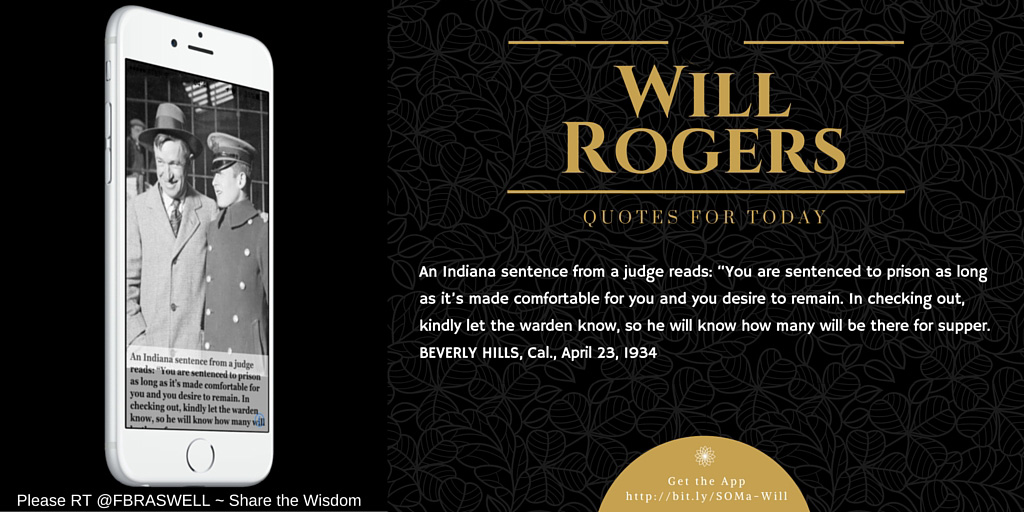 WILL
ROGERS
QUOTES FOR TODAY
An Indiana sentence from a judge reads: “You are sentenced to prison as long
as it’s made comfortable for you and you desire to remain. In checking out,
kindly let the warden know, so he will know how many will be there for supper.
BEVERLY HILLS, Cal., April 23, 1934
An Indiana sentence from a judge
reads: “You are sentenced to prison
as long as it’s made comfortable for
you and you desire to remain. In
checking out, kindly let the warden
know, so he will know how many will
Get the App
http://bit.ly/SOMa-Will
Please RT @FBRASWELL ~ Share the Wisdom